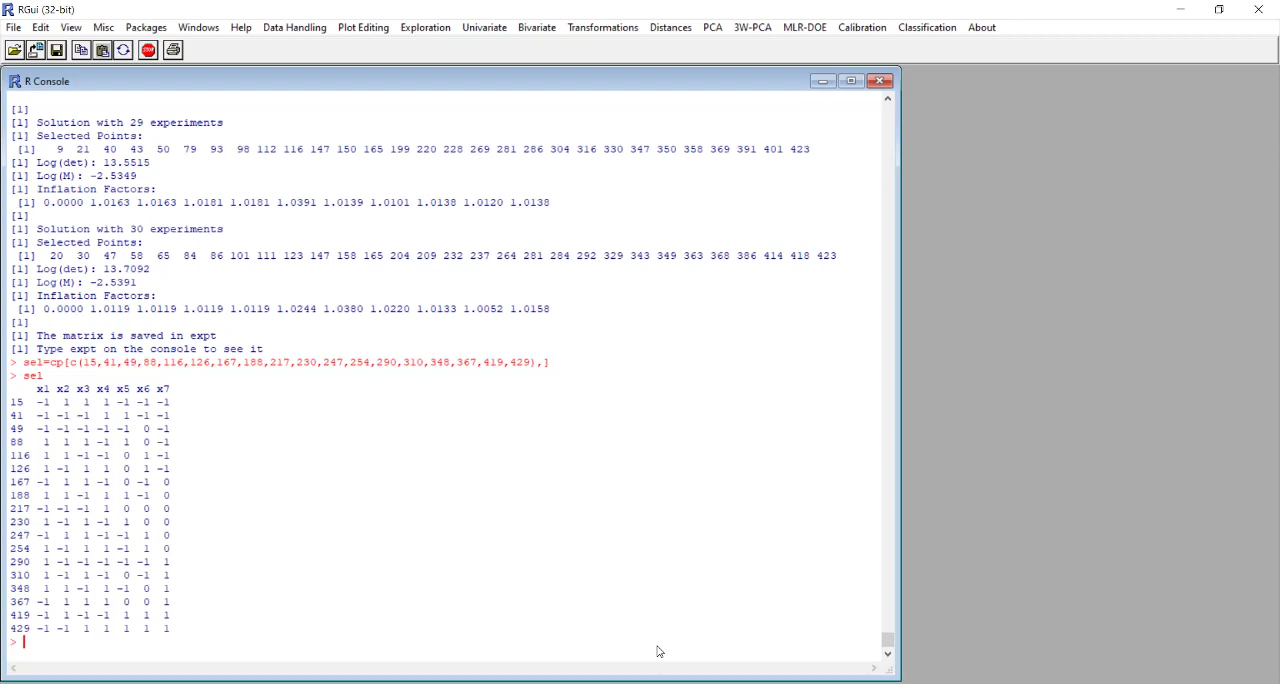 RGui (32-bit)
File Edit View Misc Packages Windows Help Data Handling Plot Editing Exploration Univariate Bivariate Transformations Distances PCA 3W-PCA MLR-DOE Calibration Classification About
STOP
R Console
[1]
[1] Solution with 29 experiments
[1] Selected Points:
[1] 9 21 40 43 50 79 93 98 112 116 147 150 165 199 220 228 269 281 286 304 316 330 347 350 358 369 391 401 423
[1] Log(det): 13.5515
[1] Log(M): -2.5349
[1] Inflation Factors:
[1] 0.0000 1.0163 1.0163 1.0181 1.0181 1.0391 1.0139 1.0101 1.0138 1.0120 1.0138
[1]
[1] Solution with 30 experiments
[1] Selected Points:
[1] 20 30 47 58 65 84 86 101 111 123 147 158 165 204 209 232 237 264 281 284 292 329 343 349 363 368 386 414 418 423
[1] Log(det): 13.7092
[1] Log(M): -2.5391
[1] Inflation Factors:
[1] 0.0000 1.0119 1.0119 1.0119 1.0119 1.0244 1.0380 1.0220 1.0133 1.0052 1.0158
[1]
[1] The matrix is saved in expt
[1] Type expt on the console to see it
> sel=cp[c(15,41,49,88,116,126,167,188,217,230,247,254,290,310,348,367,419,429),]
> sel
x1 x2 x3 x4 x5 x6 x7
15 -1 1 1 1 -1 -1 -1
41 -1 -1 -1 1 1 -1 -1
49 -1 -1 -1 -1 -1 0 -1
88 1 1 1 -1 1 0 -1
116 1 1 -1 -1 0 1 -1
126 1 -1 1 1 0 1 -1
167 -1 1 1 -1 0 -1 0
188 1 1 -1 1 1 -1 0
217 -1 -1 -1 1 0 0 0
230 1 -1 1 -1 1 0 0
247 -1 1 1 -1 -1 1 0
254 1 -1 1 1 -1 1 0
290 1 -1 -1 -1 -1 -1 1
310 1 -1 1 -1 0 -1 1
348 1 1 -1 1 -1 0 1
367 -1 1 1 1 0 0 1
419 -1 1 -1 -1 1 1 1
429 -1 -1 1 1 1 1 1
>